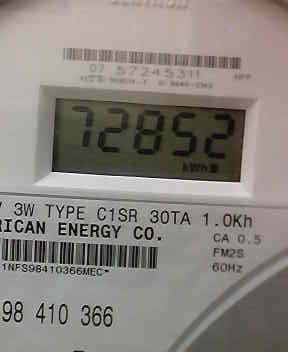 07 57245311
72852
kWh
3W TYPE C1SR 30TA 1.0Kh
RICAN ENERGY CO.
CA 0.5
FM2S
60Hz
1NFS98410366MEC*
98 410 366